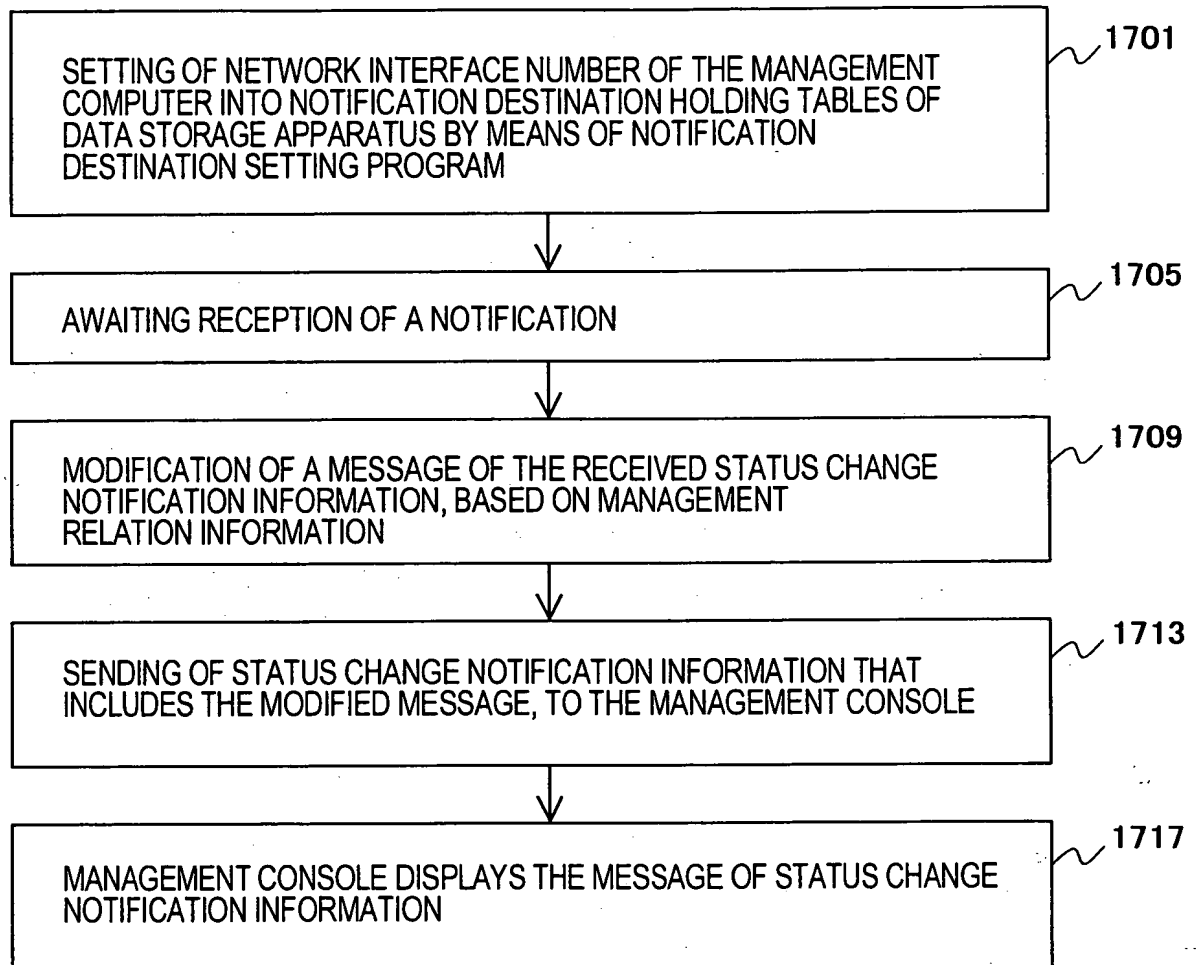 1701
SETTING OF NETWORK INTERFACE NUMBER OF THE MANAGEMENT
COMPUTER INTO NOTIFICATION DESTINATION HOLDING TABLES OF
DATA STORAGE APPARATUS BY MEANS OF NOTIFICATION
DESTINATION SETTING PROGRAM
1705
AWAITING RECEPTION OF A NOTIFICATION
1709
MODIFICATION OF A MESSAGE OF THE RECEIVED STATUS CHANGE
NOTIFICATION INFORMATION, BASED ON MANAGEMENT
RELATION INFORMATION
1713
SENDING OF STATUS CHANGE NOTIFICATION INFORMATION THAT
INCLUDES THE MODIFIED MESSAGE, TO THE MANAGEMENT CONSOLE
1717
MANAGEMENT CONSOLE DISPLAYS THE MESSAGE OF STATUS CHANGE
NOTIFICATION INFORMATION